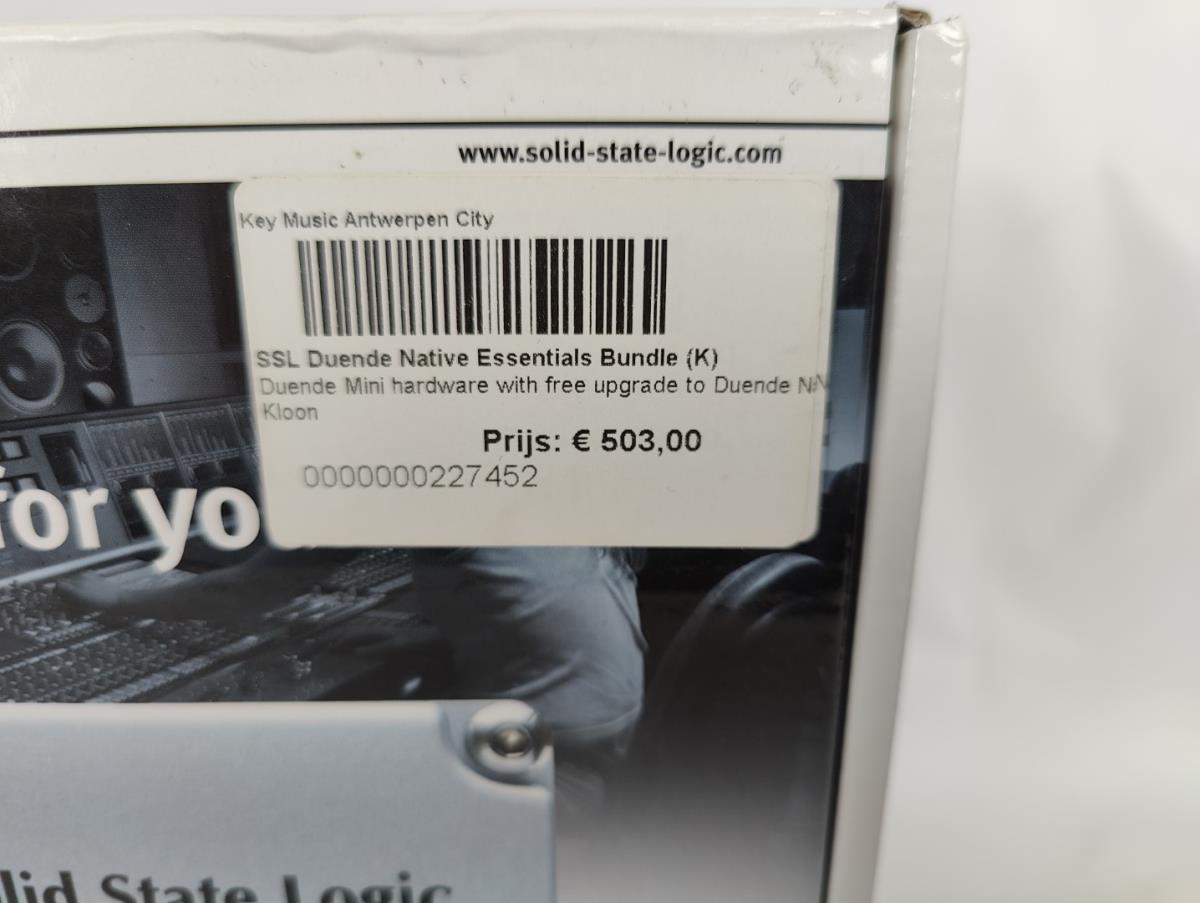 www.solid-state-logic.com
Key Music Antwerpen City
SSL Duende Native Essentials Bundle (K)
Duende Mini hardware with free upgrade to Duende
Kloon
Prijs: € 503,00
0000000227452
for yo
lid State Logic